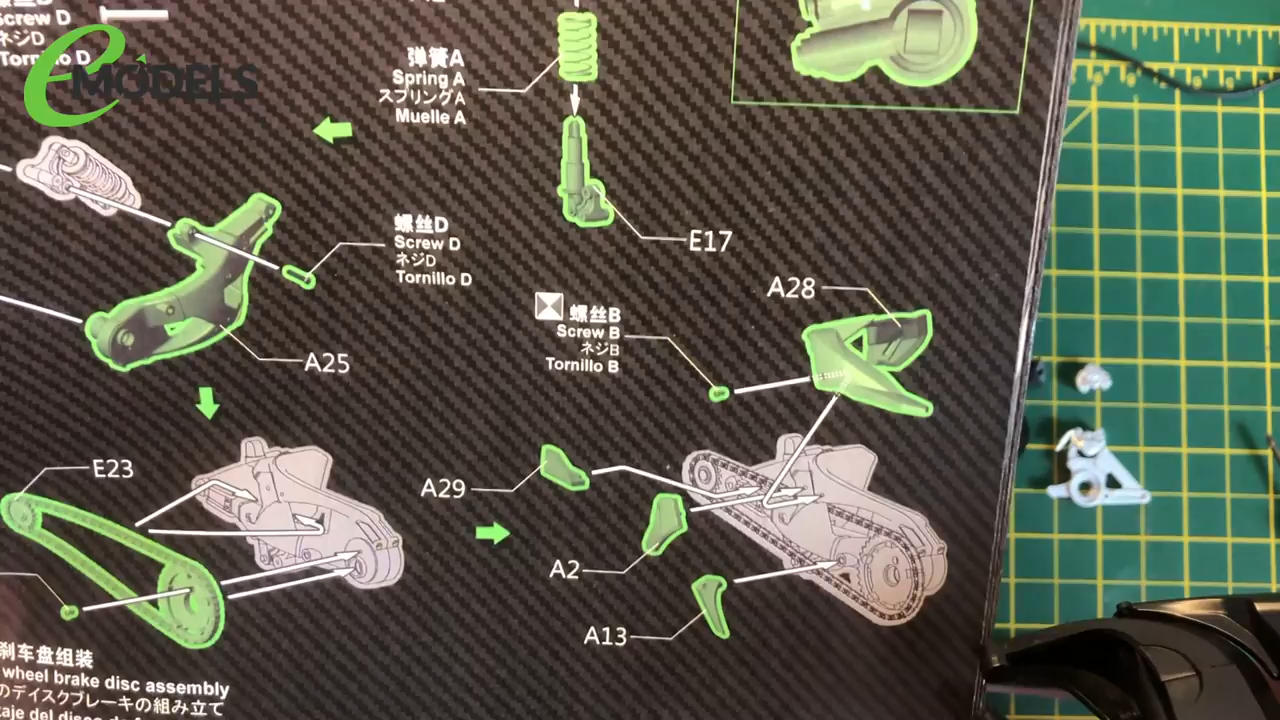 Screw D
ネジD
Tornillo D
eMODELS
弹簧A
Spring A
スプリングA
Muelle A
E17
螺丝D
Screw D
ネジD
Tornillo D
A25
A28
螺丝B
Screw B
ネジB
Tornillo B
E23
A29
A2
A13
刹车盘组装
wheel brake disc assembly
のディスクブレーキの組み立て